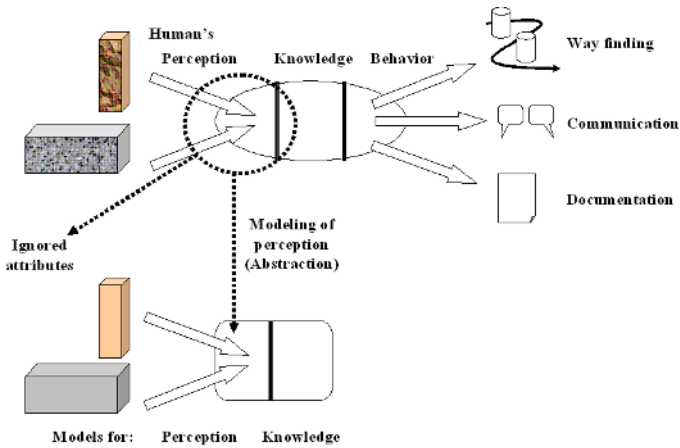 Human's
Perception Knowledge Behavior
Way finding
Communication
Documentation
Ignored
attributes
Modeling of
perception
(Abstraction)
Models for: Perception Knowledge